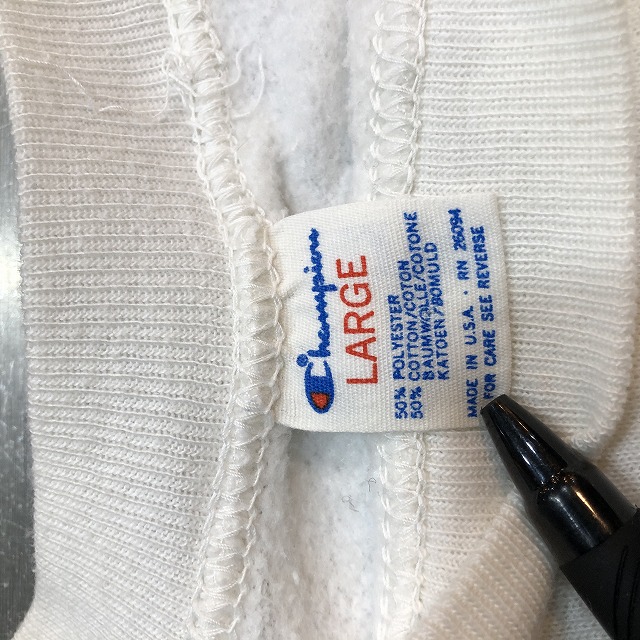 Champion
LARGE
50% POLYESTER
50% COTTON/COTON
BAUMWOLLE/COTONE
KATOEN/BOMULD
MADE IN U.S.A. • RN 26094
FOR CARE SEE REVERSE